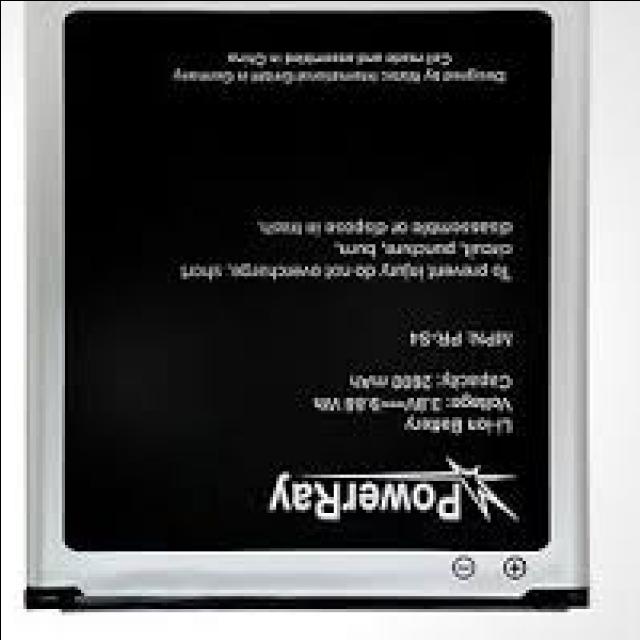 PowerRay
Li-Ion Battery
Voltage: 3.8V 9.88 Wh
Capacity: 2600 mAh
MPN: PR-S4
To prevent injury do not overcharge, short
circuit, puncture, burn,
disassemble or dispose in trash.
Designed by International GmbH in Germany
Cell made and assembled in China